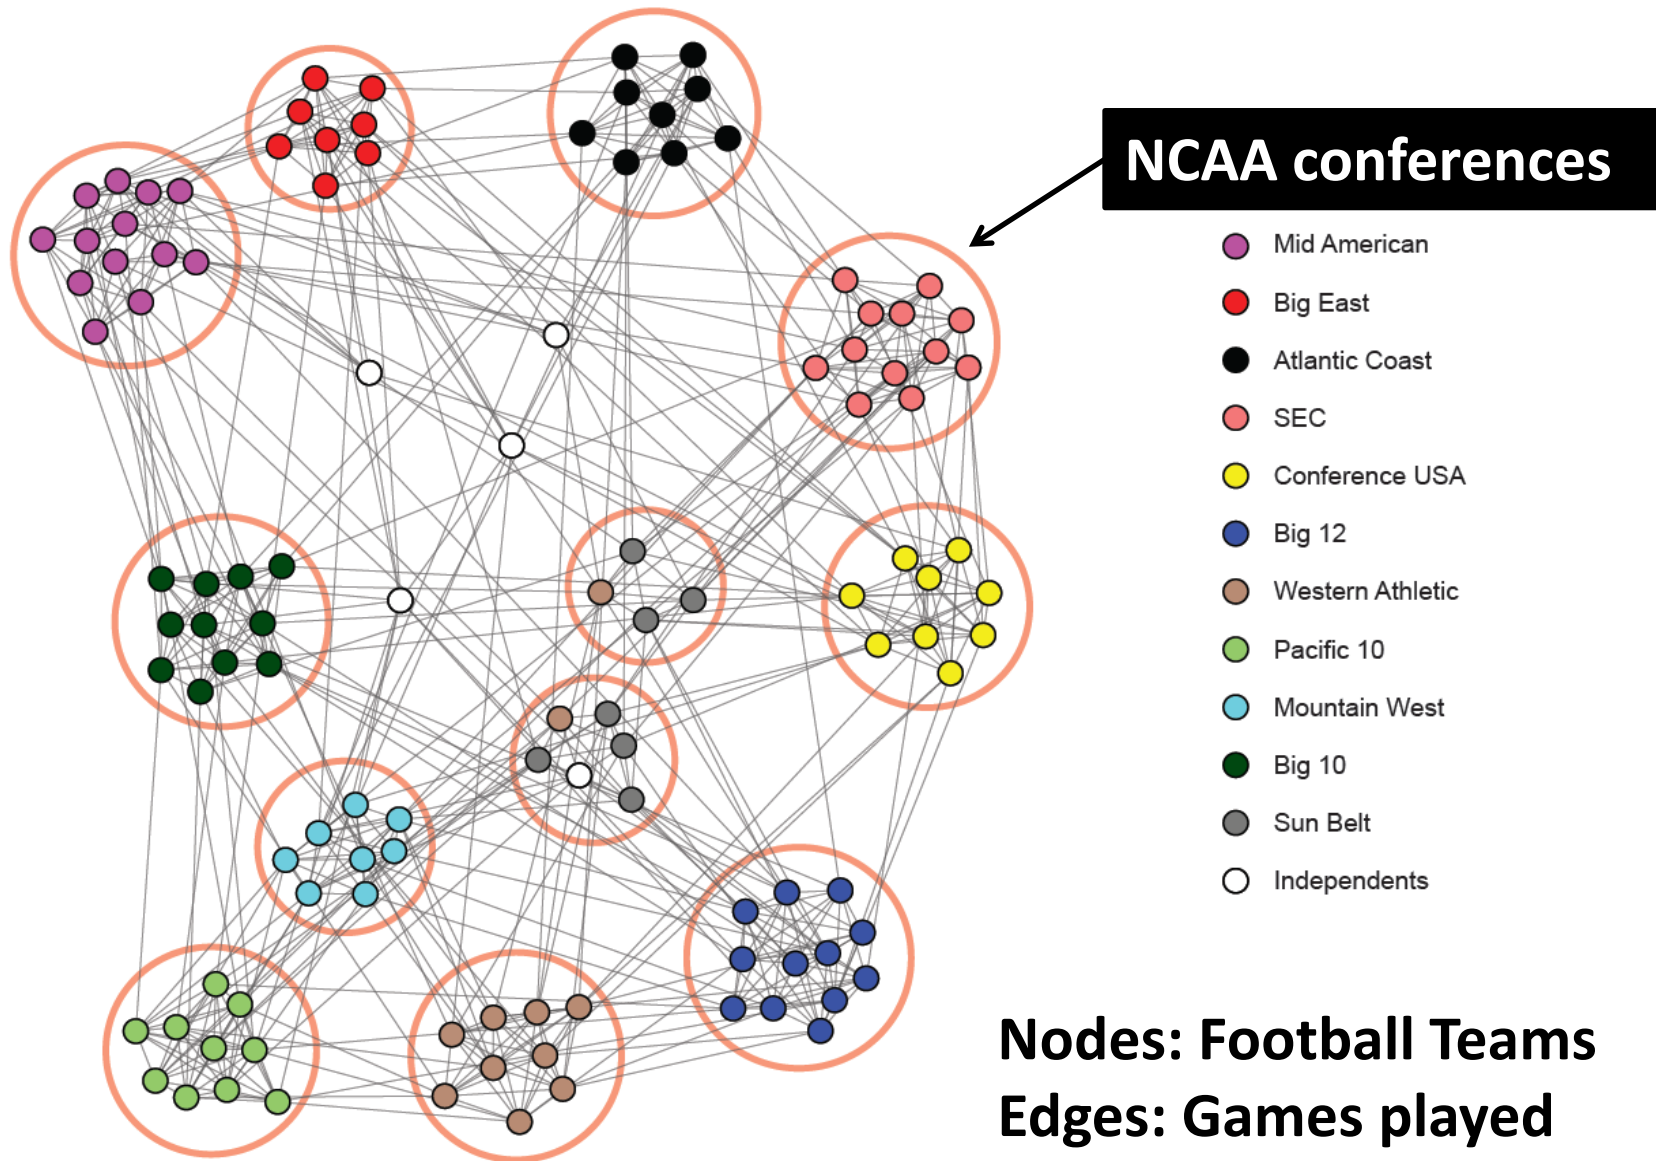 NCAA conferences
Mid American
Big East
Atlantic Coast
SEC
Conference USA
Big 12
Western Athletic
Pacific 10
Mountain West
Big 10
Sun Belt
Independents
Nodes: Football Teams
Edges: Games played